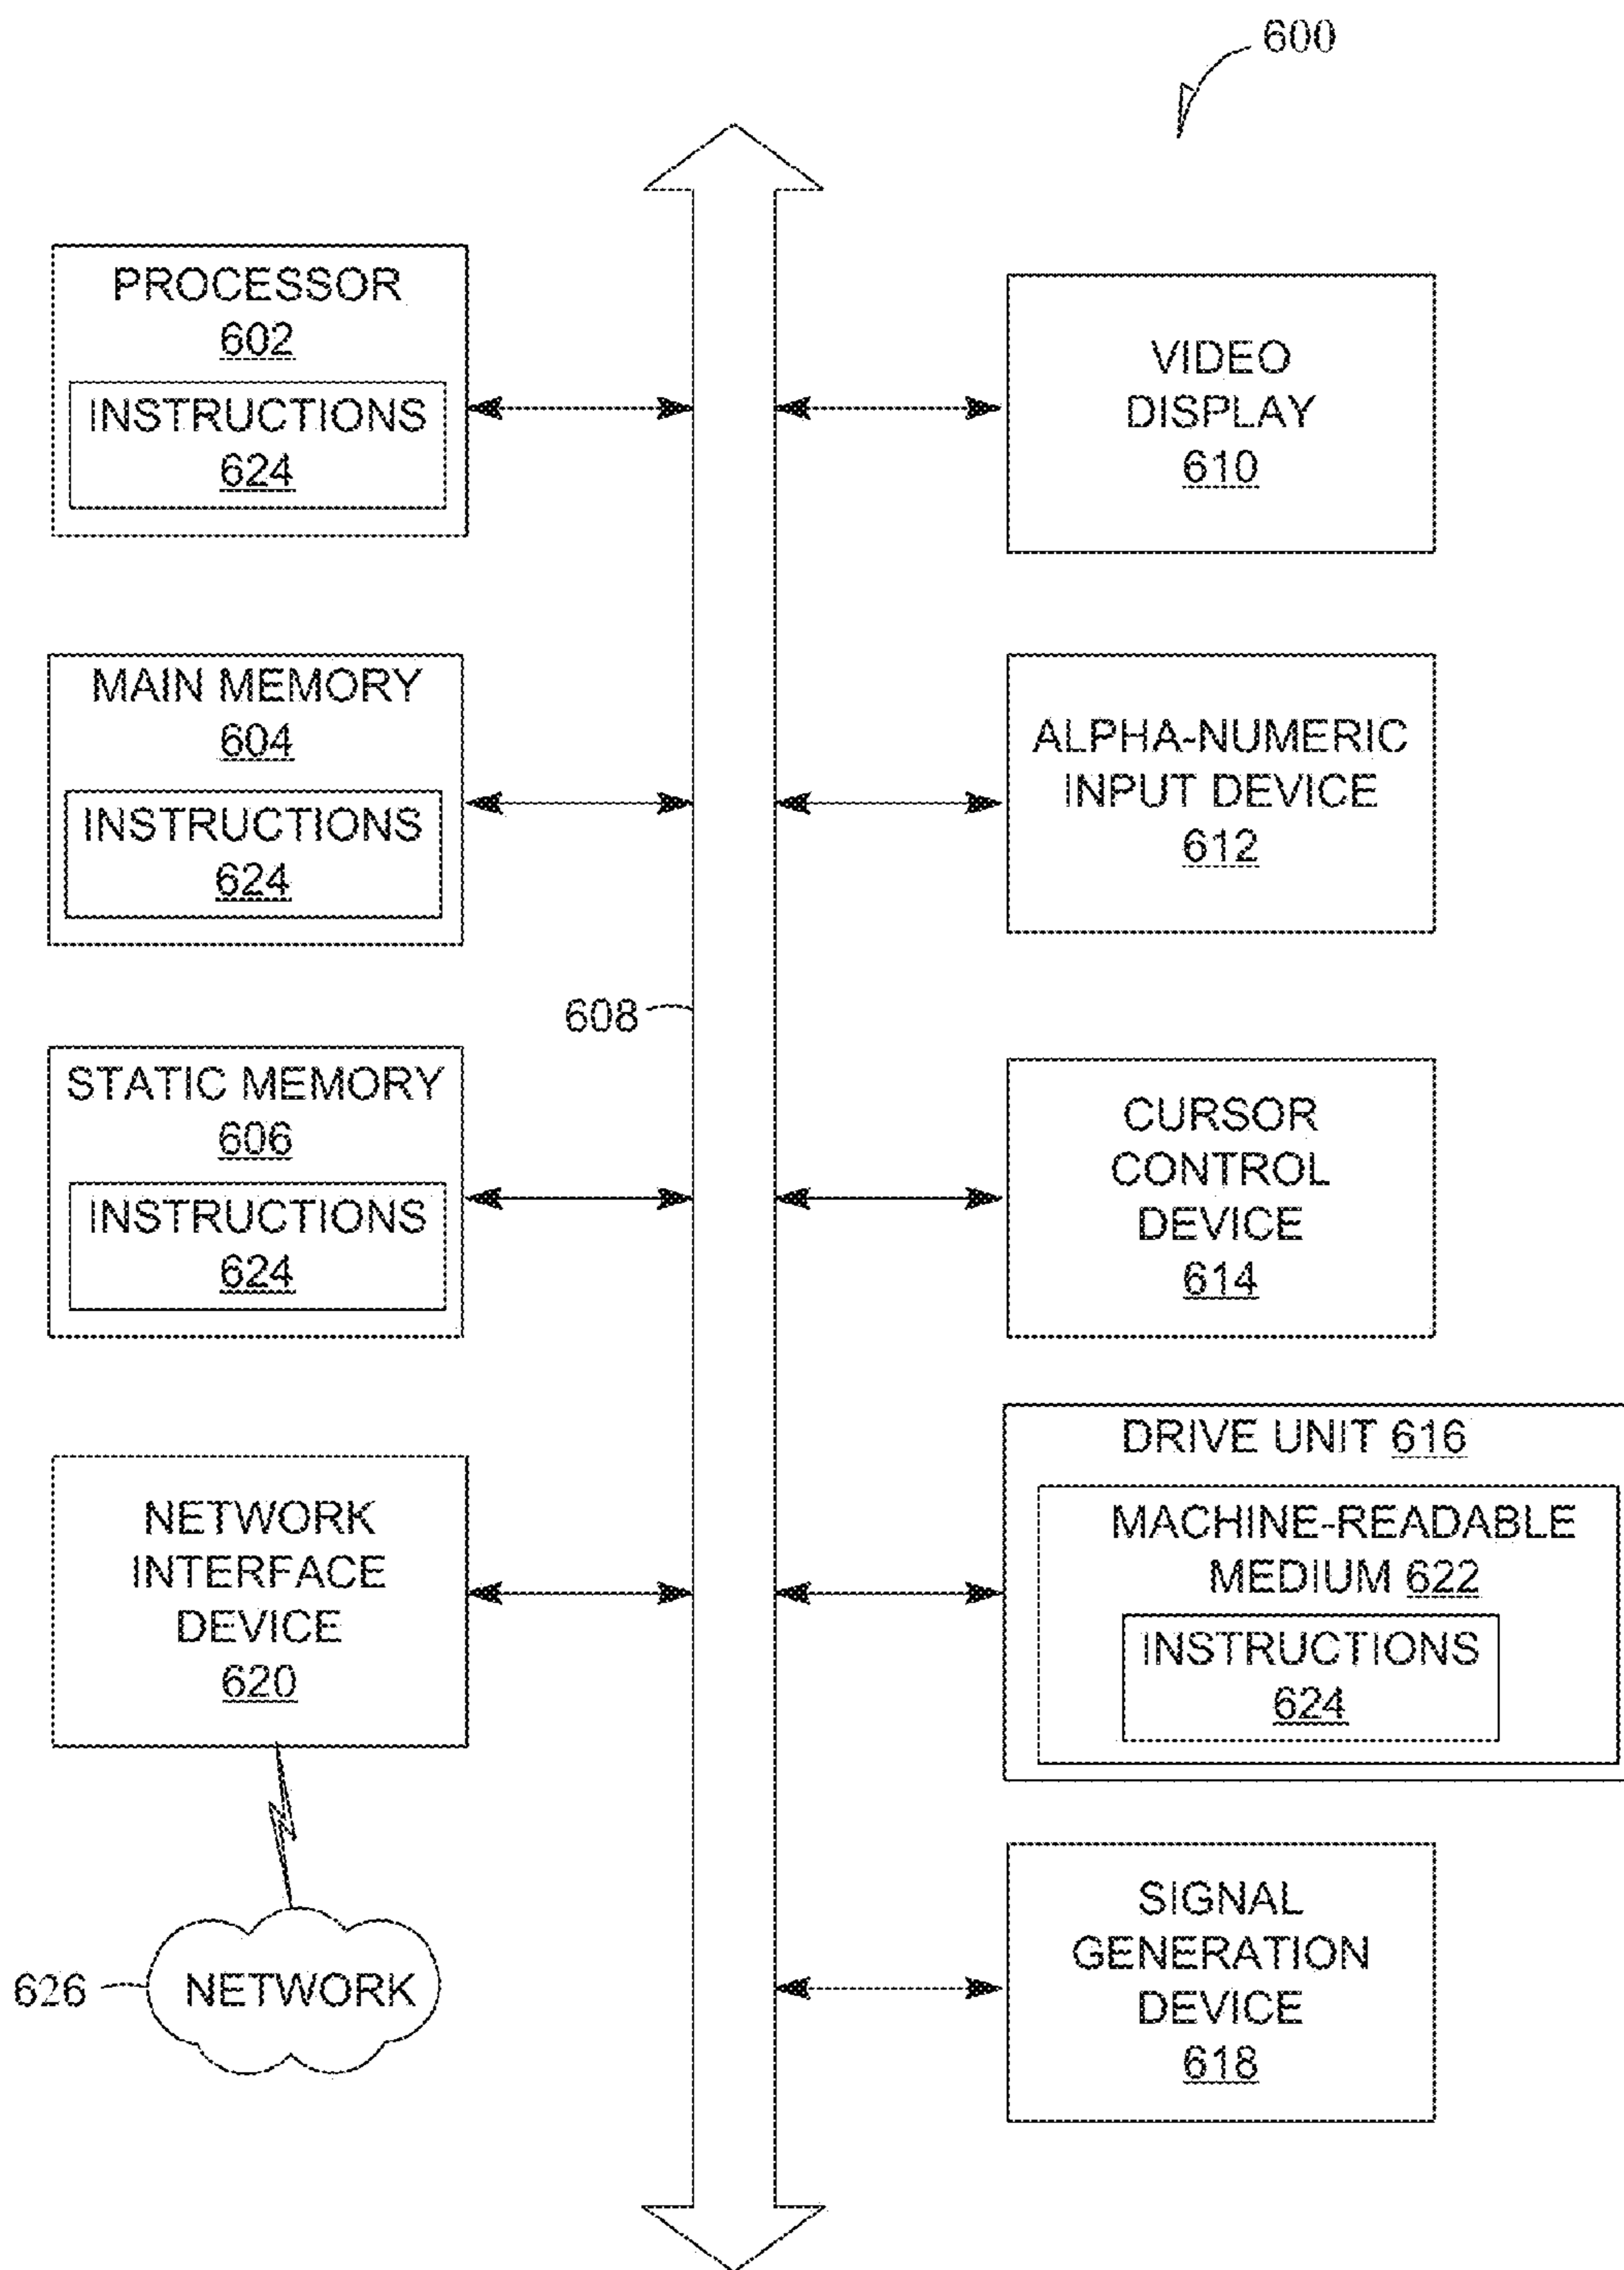 600
PROCESSOR
602
INSTRUCTIONS
624
VIDEO
DISPLAY
610
MAIN MEMORY
604
INSTRUCTIONS
624
ALPHA-NUMERIC
INPUT DEVICE
612
608
STATIC MEMORY
606
INSTRUCTIONS
624
CURSOR
CONTROL
DEVICE
614
NETWORK
INTERFACE
DEVICE
620
DRIVE UNIT 616
MACHINE-READABLE
MEDIUM 622
INSTRUCTIONS
624
626
NETWORK
SIGNAL
GENERATION
DEVICE
618